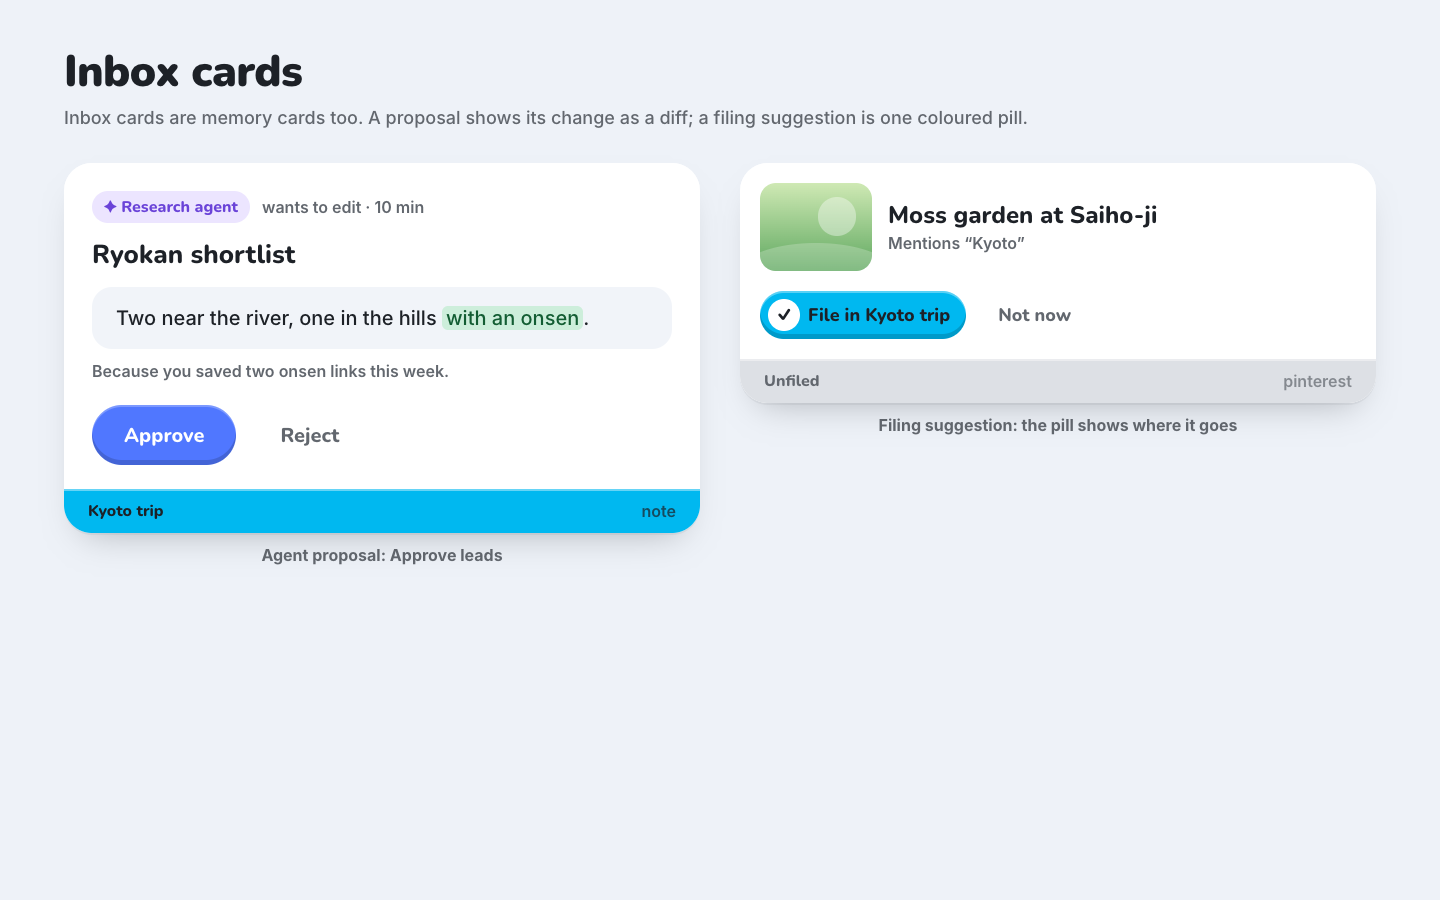 Inbox cards
Inbox cards are memory cards too. A proposal shows its change as a diff; a filing suggestion is one coloured pill.
Research agent wants to edit · 10 min
Ryokan shortlist
Two near the river, one in the hills with an onsen.
Because you saved two onsen links this week.
Approve Reject
Kyoto trip note
Agent proposal: Approve leads
Moss garden at Saiho-ji
Mentions “Kyoto”
File in Kyoto trip Not now
Unfiled pinterest
Filing suggestion: the pill shows where it goes